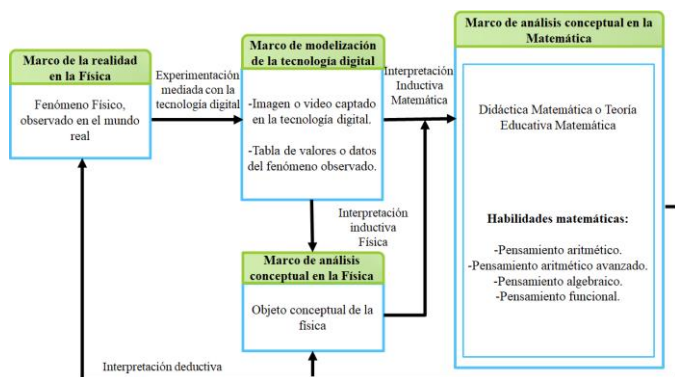 Marco de la realidad
en la Física
Fenómeno Físico,
observado en el mundo
real
Experimentación
mediada con la
tecnología digital
Marco de modelización
de la tecnología digital
-Imagen o video captado
en la tecnología digital.
-Tabla de valores o datos
del fenómeno observado.
Interpretación
Inductiva
Matemática
Marco de análisis conceptual en la
Matemática
Didáctica Matemática o Teoría
Educativa Matemática
Habilidades matemáticas:
-Pensamiento aritmético.
-Pensamiento aritmético avanzado.
-Pensamiento algebraico.
-Pensamiento funcional.
Interpretación
inductiva
Física
Marco de análisis
conceptual en la Física
Objeto conceptual de la
física
Interpretación deductiva